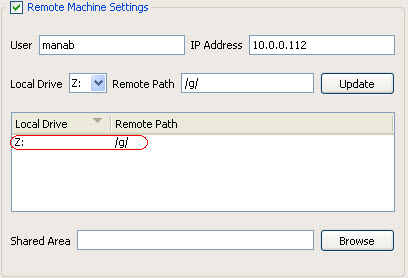 Remote Machine Settings
User manab IP Address 10.0.0.112
Local Drive Z: Remote Path /g/ Update
Local Drive Remote Path
Z: /g/
Shared Area Browse